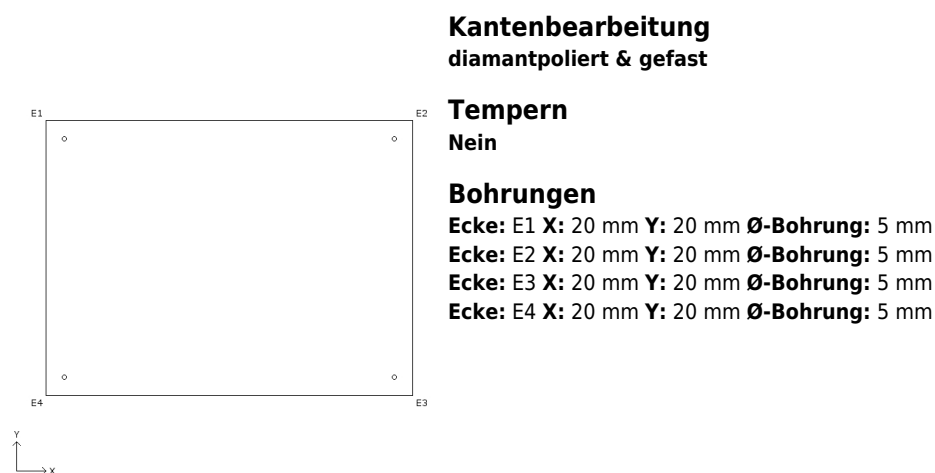 Kantenbearbeitung
diamantpoliert & gefast
E1
E2
Tempern
Nein
Bohrungen
Ecke: E1 X: 20 mm Y: 20 mm Ø-Bohrung: 5 mm
Ecke: E2 X: 20 mm Y: 20 mm Ø-Bohrung: 5 mm
Ecke: E3 X: 20 mm Y: 20 mm Ø-Bohrung: 5 mm
Ecke: E4 X: 20 mm Y: 20 mm Ø-Bohrung: 5 mm
E4
E3
Y
X